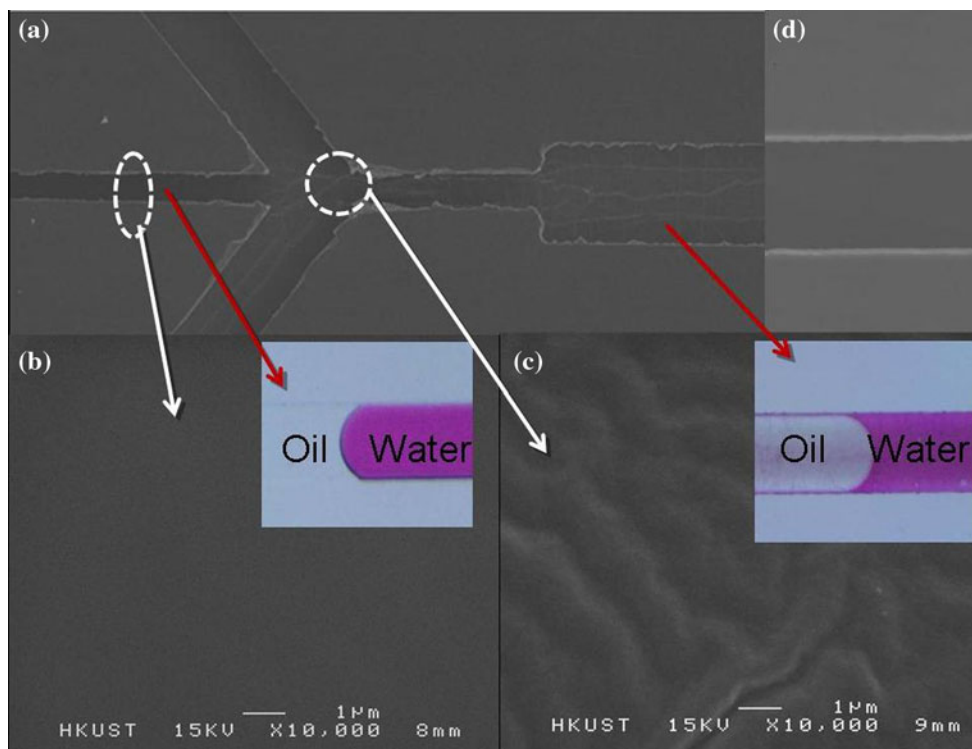 (a)
(d)
(b)
Oil Water
(c)
Oil Water
1μm
HKUST 15KV X10,000 8mm
1μm
HKUST 15KV X10,000 9mm